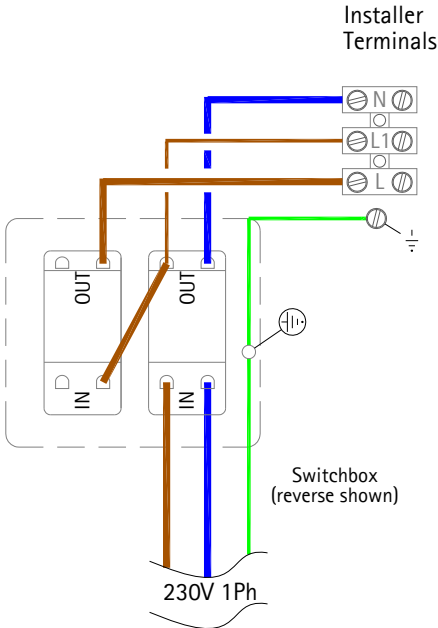 Installer
Terminals
N
L1
L
OUT
OUT
IN
IN
Switchbox
(reverse shown)
230V 1Ph